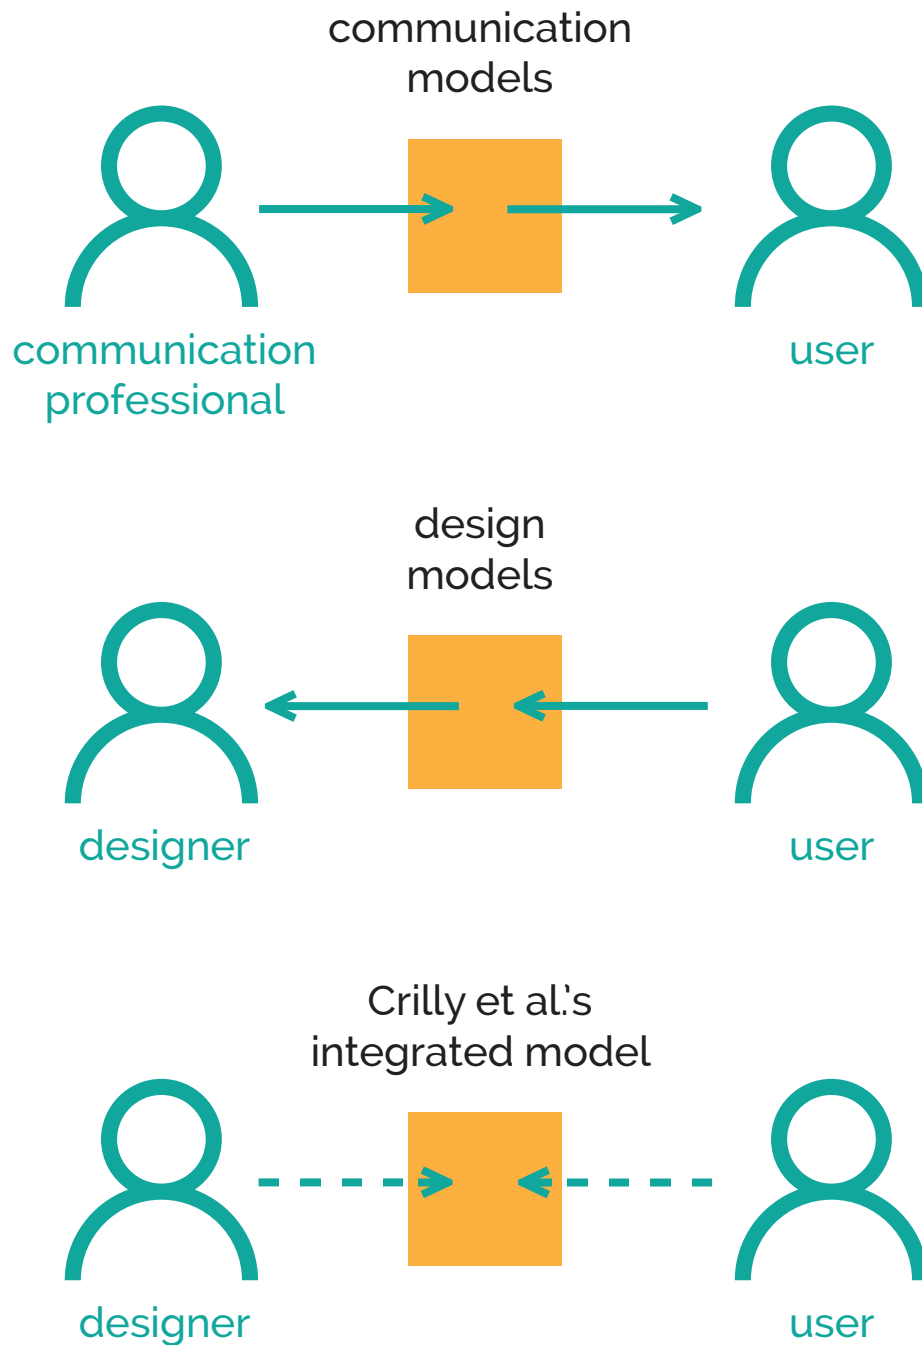 communication
models
communication
professional
user
design
models
designer
user
Crilly et al.'s
integrated model
designer
user